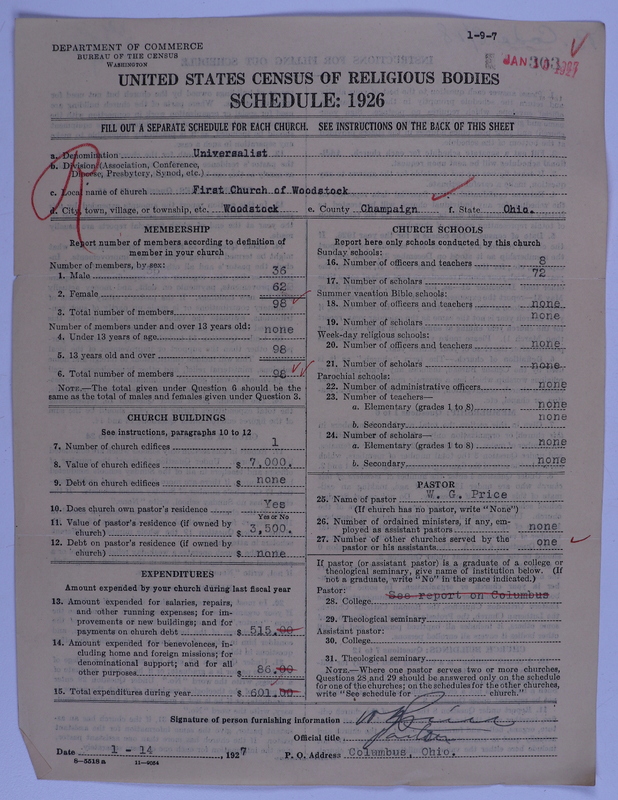 1-9-7
DEPARTMENT OF COMMERCE
BUREAU OF THE CENSUS
WASHINGTON
JAN 1927
UNITED STATES CENSUS OF RELIGIOUS BODIES
SCHEDULE: 1926
FILL OUT A SEPARATE SCHEDULE FOR EACH CHURCH. SEE INSTRUCTIONS ON THE BACK OF THIS SHEET
R
a. Denomination Universalist
b. Division (Association, Conference,
Diocese, Presbytery, Synod, etc.)
c. Local name of church First Church of Woodstock
d. City, town, village, or township, etc. Woodstock e. County Champaign f. State Ohio.
MEMBERSHIP
Report number of members according to definition of
member in your church
Number of members, by sex:
1. Male 36
2. Female 62
3. Total number of members 98
Number of members under and over 13 years old:
4. Under 13 years of age none
5. 13 years old and over 98
6. Total number of members 98
NOTE.—The total given under Question 6 should be the
same as the total of males and females given under Question 3.
CHURCH BUILDINGS
See instructions, paragraphs 10 to 12
7. Number of church edifices 1
8. Value of church edifices $ 7,000.
9. Debt on church edifices $ none
10. Does church own pastor's residence Yes
Yes or No
11. Value of pastor's residence (if owned by
church) $ 3,500.
12. Debt on pastor's residence (if owned by
church) $ none
EXPENDITURES
Amount expended by your church during last fiscal year
13. Amount expended for salaries, repairs,
and other running expenses; for im-
provements or new buildings; and for
payments on church debt $ 515.00
14. Amount expended for benevolences, in-
cluding home and foreign missions; for
denominational support; and for all
other purposes $ 86.00
15. Total expenditures during year $ 601.00
CHURCH SCHOOLS
Report here only schools conducted by this church
Sunday schools:
16. Number of officers and teachers 8
17. Number of scholars 72
Summer vacation Bible schools:
18. Number of officers and teachers none
19. Number of scholars none
Week-day religious schools:
20. Number of officers and teachers none
21. Number of scholars none
Parochial schools:
22. Number of administrative officers none
23. Number of teachers—
a. Elementary (grades 1 to 8) none
b. Secondary none
24. Number of scholars—
a. Elementary (grades 1 to 8) none
b. Secondary none
PASTOR
25. Name of pastor W. G. Price
(If church has no pastor, write "None")
26. Number of ordained ministers, if any, em-
ployed as assistant pastors none
27. Number of other churches served by the
pastor or his assistants one
If pastor (or assistant pastor) is a graduate of a college or
theological seminary, give name of institution below. (If
not a graduate, write "No" in the space indicated.)
Pastor:
28. College See report on Columbus
29. Theological seminary
Assistant pastor:
30. College
31. Theological seminary
NOTE.—Where one pastor serves two or more churches,
Questions 28 and 29 should be answered only on the schedule
for one of the churches; on the schedules for the other churches,
write "See schedule for church."
Signature of person furnishing information W G Price
Official title Pastor
Date 1 - 14, 1927 P. O. Address Columbus, Ohio.
8-5518 a 11-9054